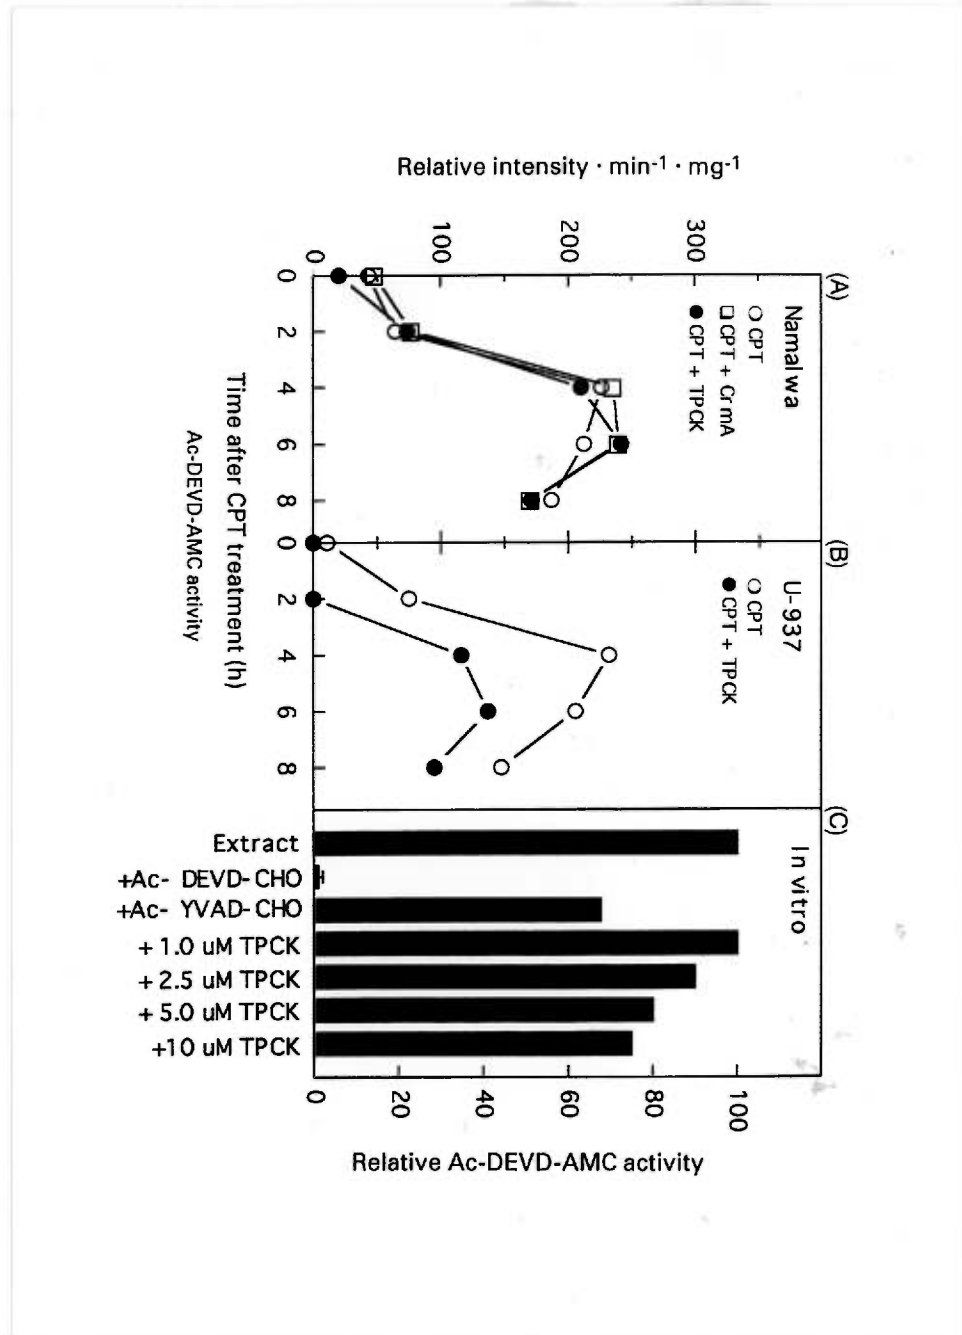 Relative intensity · min-1 · mg-1
0
100
200
300
(A)
Namalwa
CPT
CPT + CrmA
CPT + TPCK
0
2
4
6
8
Time after CPT treatment (h)
Ac-DEVD-AMC activity
(B)
U-937
CPT
CPT + TPCK
0
2
4
6
8
(C)
In vitro
Extract
+Ac- DEVD-CHO
+Ac- YVAD-CHO
+ 1.0 uM TPCK
+ 2.5 uM TPCK
+ 5.0 uM TPCK
+10 uM TPCK
0
20
40
60
80
100
Relative Ac-DEVD-AMC activity